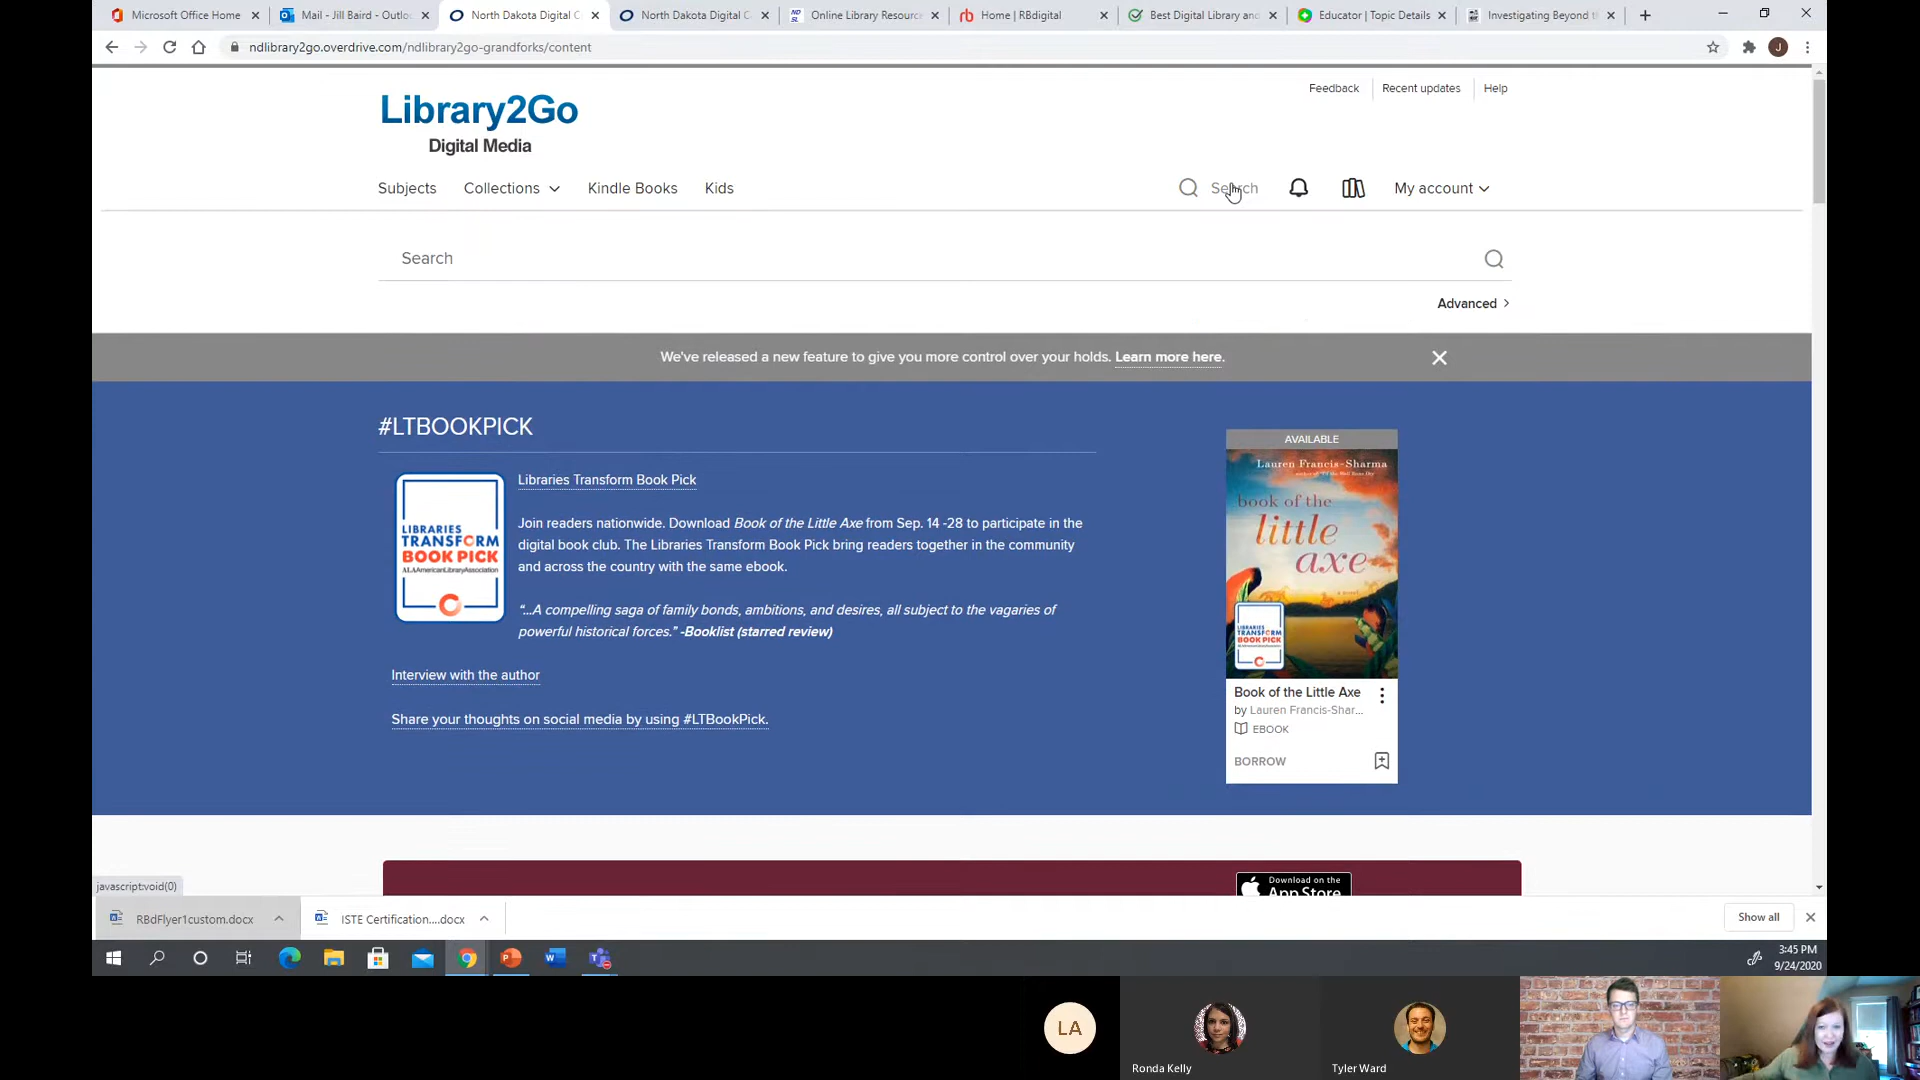 Microsoft Office Home
Mail - Jill Baird - Outlo
North Dakota Digital C
North Dakota Digital C
ND SL Online Library Resourc
Home | RBdigital
Best Digital Library and
Educator | Topic Details
Investigating Beyond th
ndlibrary2go.overdrive.com/ndlibrary2go-grandforks/content
J
Feedback
Recent updates
Help
Library2Go
Digital Media
Subjects
Collections
Kindle Books
Kids
Search
My account
Search
Advanced
We've released a new feature to give you more control over your holds. Learn more here.
#LTBOOKPICK
LIBRARIES
TRANSFORM
BOOK PICK
ALAAmericanLibraryAssociation
Libraries Transform Book Pick
Join readers nationwide. Download Book of the Little Axe from Sep. 14 -28 to participate in the
digital book club. The Libraries Transform Book Pick bring readers together in the community
and across the country with the same ebook.
“...A compelling saga of family bonds, ambitions, and desires, all subject to the vagaries of
powerful historical forces.” -Booklist (starred review)
Interview with the author
Share your thoughts on social media by using #LTBookPick.
AVAILABLE
Lauren Francis-Sharma
book of the
little
axe
a novel
LIBRARIES
TRANSFORM
BOOK PICK
Book of the Little Axe
by Lauren Francis-Shar...
EBOOK
BORROW
Download on the
App Store
javascript:void(0)
RBdFlyer1custom.docx
ISTE Certification....docx
Show all
3:45 PM
9/24/2020
LA
Ronda Kelly
Tyler Ward